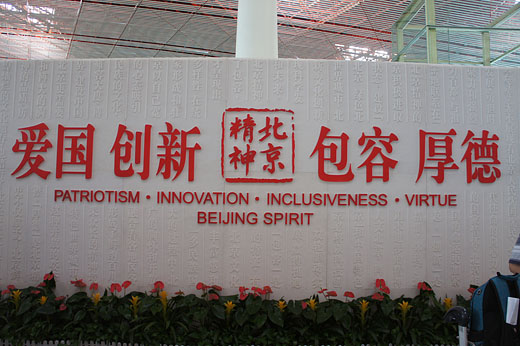 爱国 创新 北京精神 包容 厚德
PATRIOTISM · INNOVATION · INCLUSIVENESS · VIRTUE
BEIJING SPIRIT